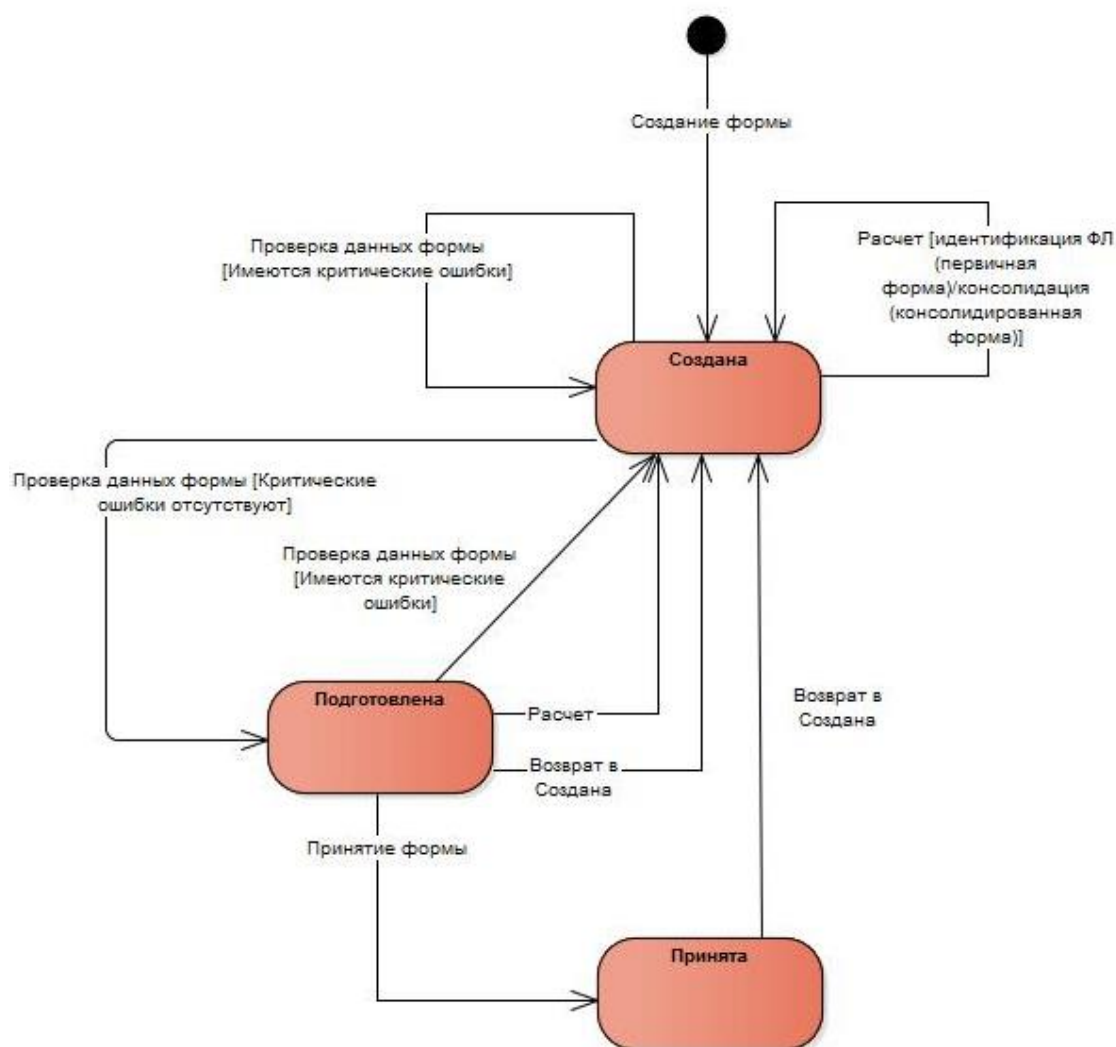 Создание формы
Проверка данных формы
[Имеются критические ошибки]
Расчет [идентификация ФЛ
(первичная
форма)/консолидация
(консолидированная
форма)]
Создана
Проверка данных формы [Критические
ошибки отсутствуют]
Проверка данных формы
[Имеются критические
ошибки]
Подготовлена
Расчет
Возврат в
Создана
Возврат в
Создана
Принятие формы
Принята